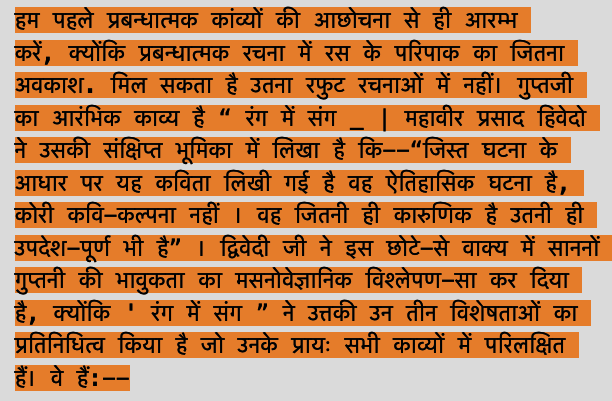 हम पहले प्रबन्धात्मक कांव्यों की आछोचना से ही आरम्भ
करें, क्योंकि प्रबन्धात्मक रचना में रस के परिपाक का जितना
अवकाश. मिल सकता है उतना रफुट रचनाओं में नहीं। गुप्तजी
का आरंभिक काव्य है “ रंग में संग _ | महावीर प्रसाद हिवेदो
ने उसकी संक्षिप्त भूमिका में लिखा है कि––“जिस्त घटना के
आधार पर यह कविता लिखी गई है वह ऐतिहासिक घटना है,
कोरी कवि–कल्पना नहीं । वह जितनी ही कारुणिक है उतनी ही
उपदेश–पूर्ण भी है” । द्विवेदी जी ने इस छोटे–से वाक्य में साननों
गुप्तनी की भावुकता का मसनोवेज्ञानिक विश्लेपण–सा कर दिया
है, क्योंकि ' रंग में संग ” ने उत्तकी उन तीन विशेषताओं का
प्रतिनिधित्व किया है जो उनके प्रायः सभी काव्यों में परिलक्षित
हैं। वे हैं:––